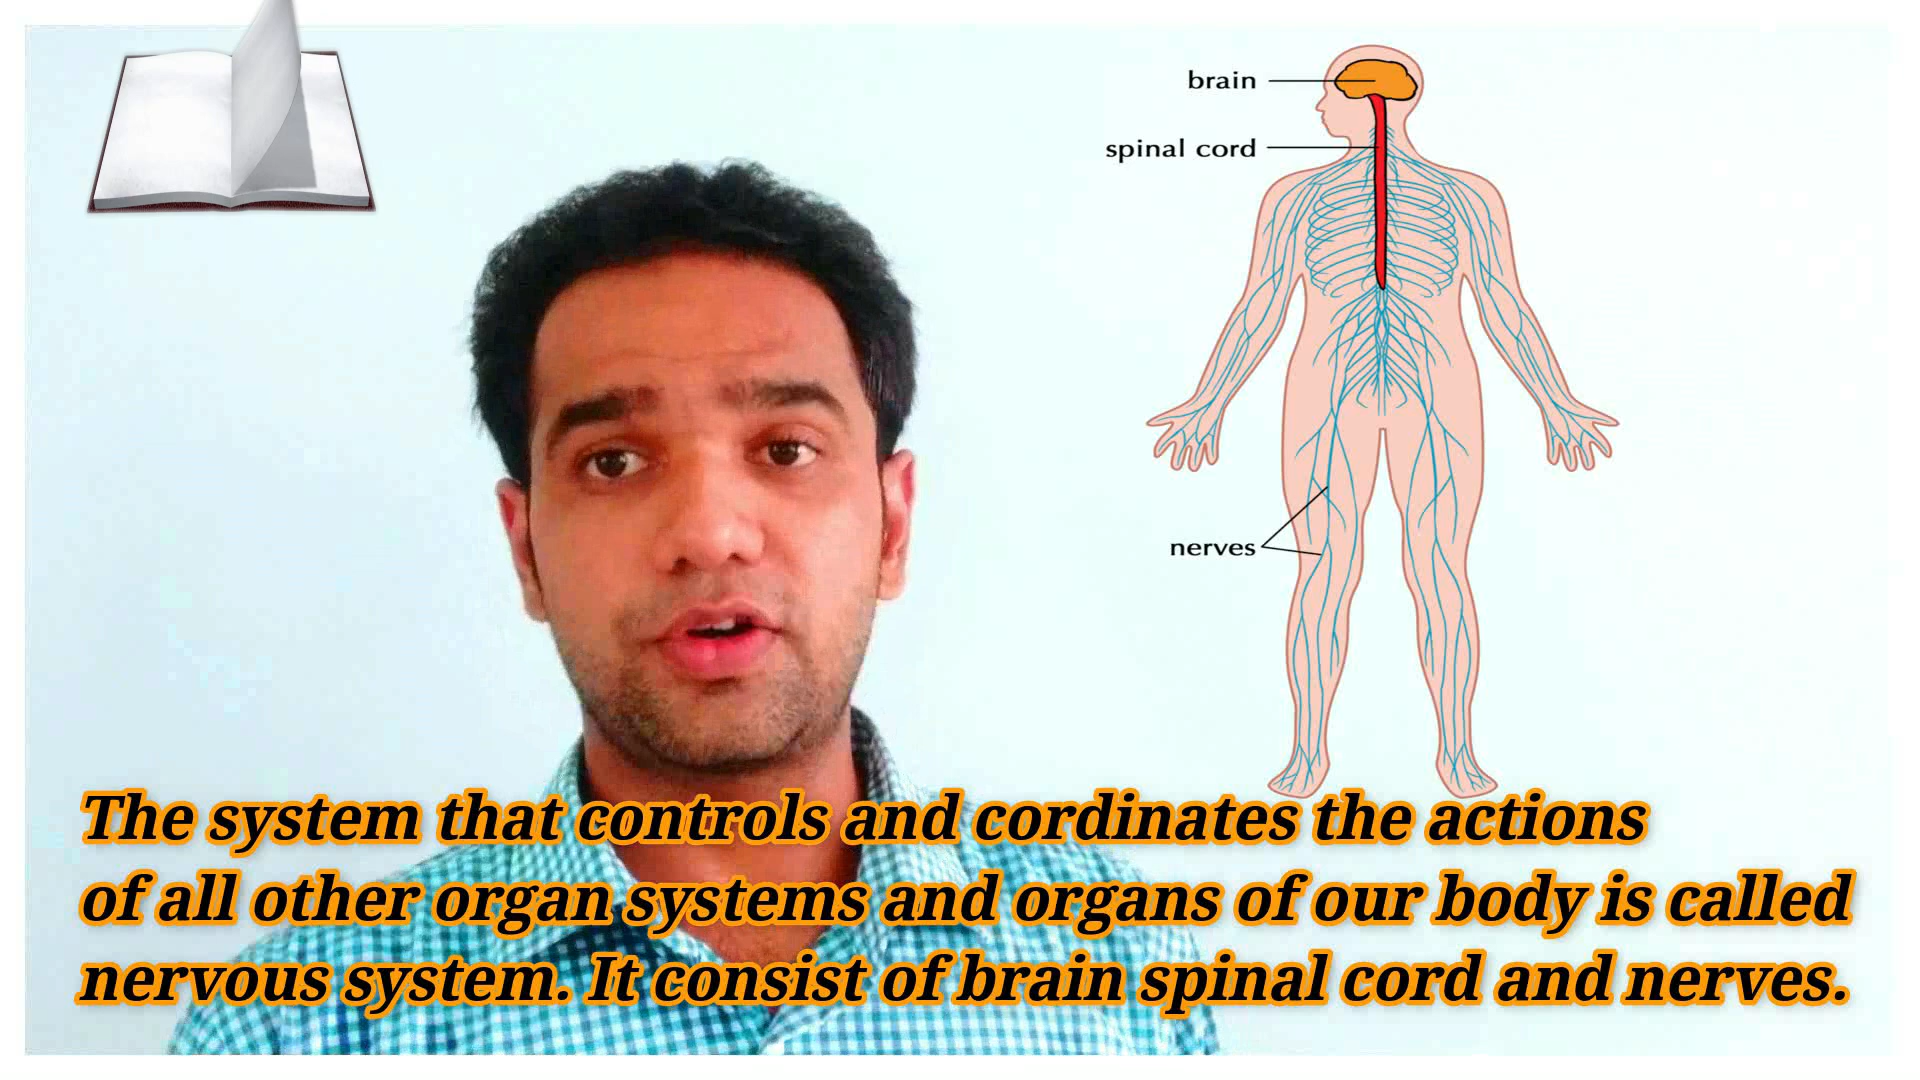 brain
spinal cord
nerves
The system that controls and cordinates the actions
of all other organ systems and organs of our body is called
nervous system. It consist of brain spinal cord and nerves.